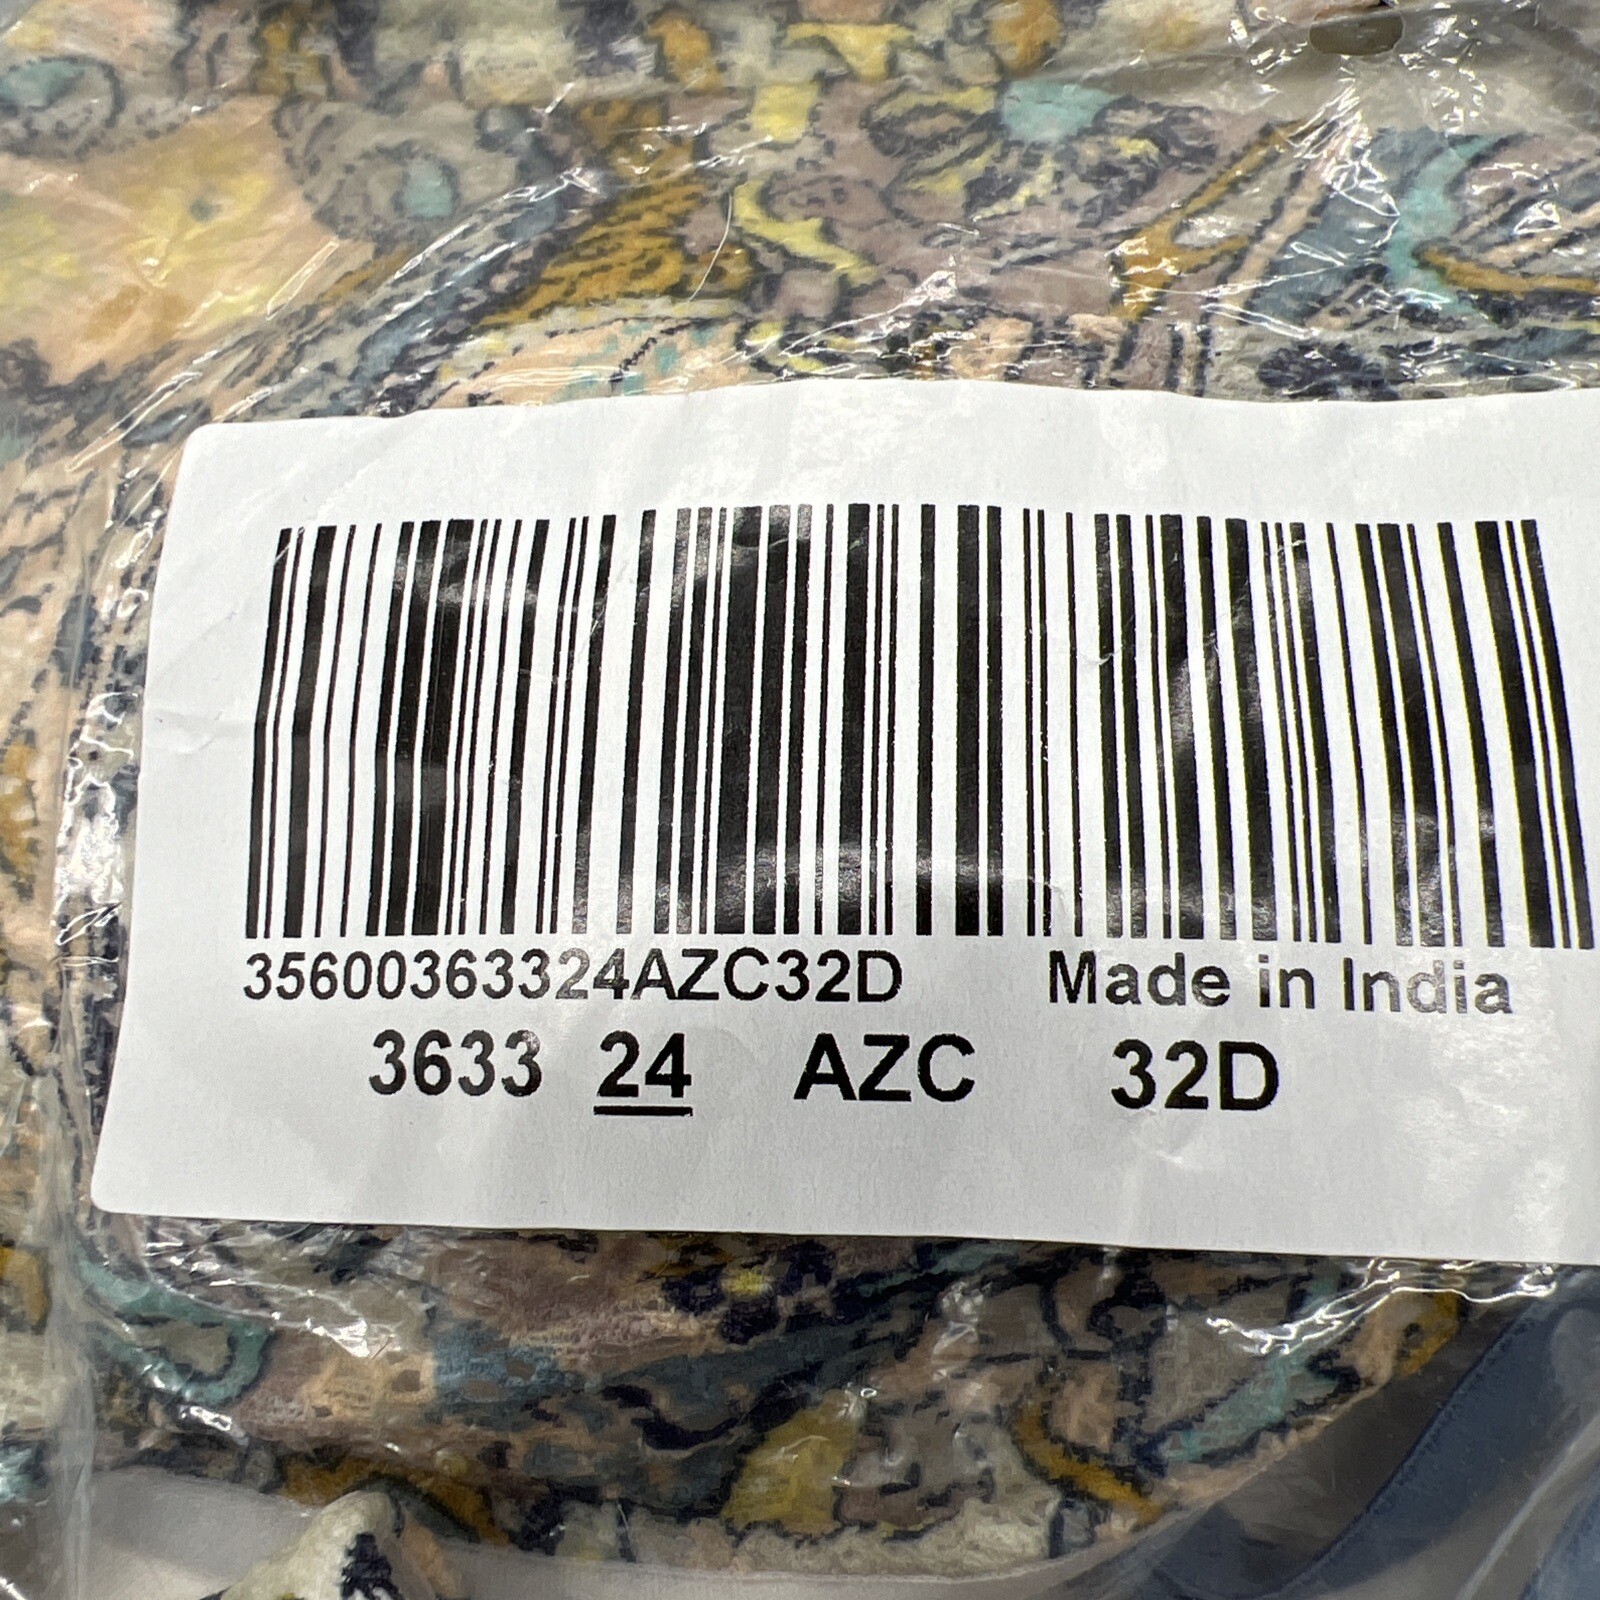 35600363324AZC32D Made in India
3633 24 AZC 32D